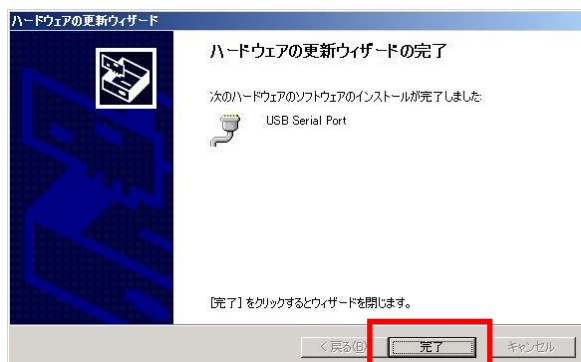 ハードウェアの更新ウィザード
ハードウェアの更新ウィザードの完了
次のハードウェアのソフトウェアのインストールが完了しました:
USB Serial Port
[完了] をクリックするとウィザードを閉じます。
< 戻る(B) 完了 キャンセル